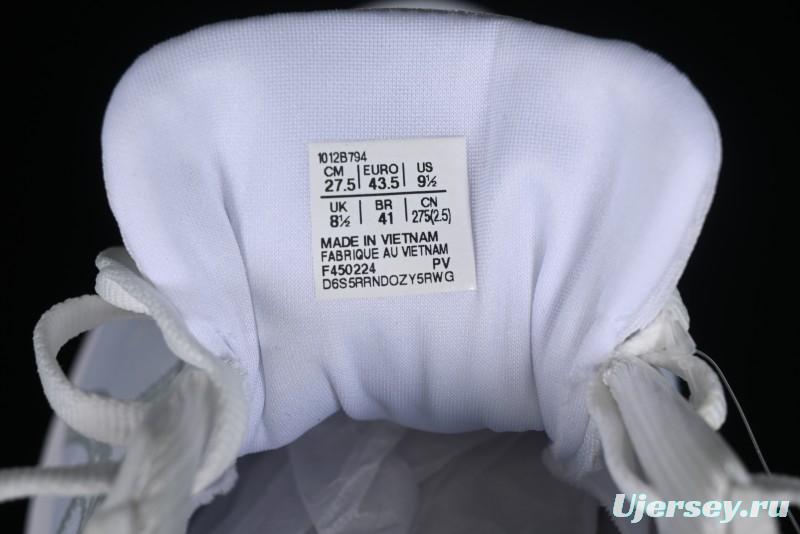 1012B794
CM EURO US
27.5 43.5 9½
UK BR CN
8½ 41 275(2.5)
MADE IN VIETNAM
FABRIQUE AU VIETNAM
F450224 PV
D6S5RRNDOZY5RWG
Ujersey.ru